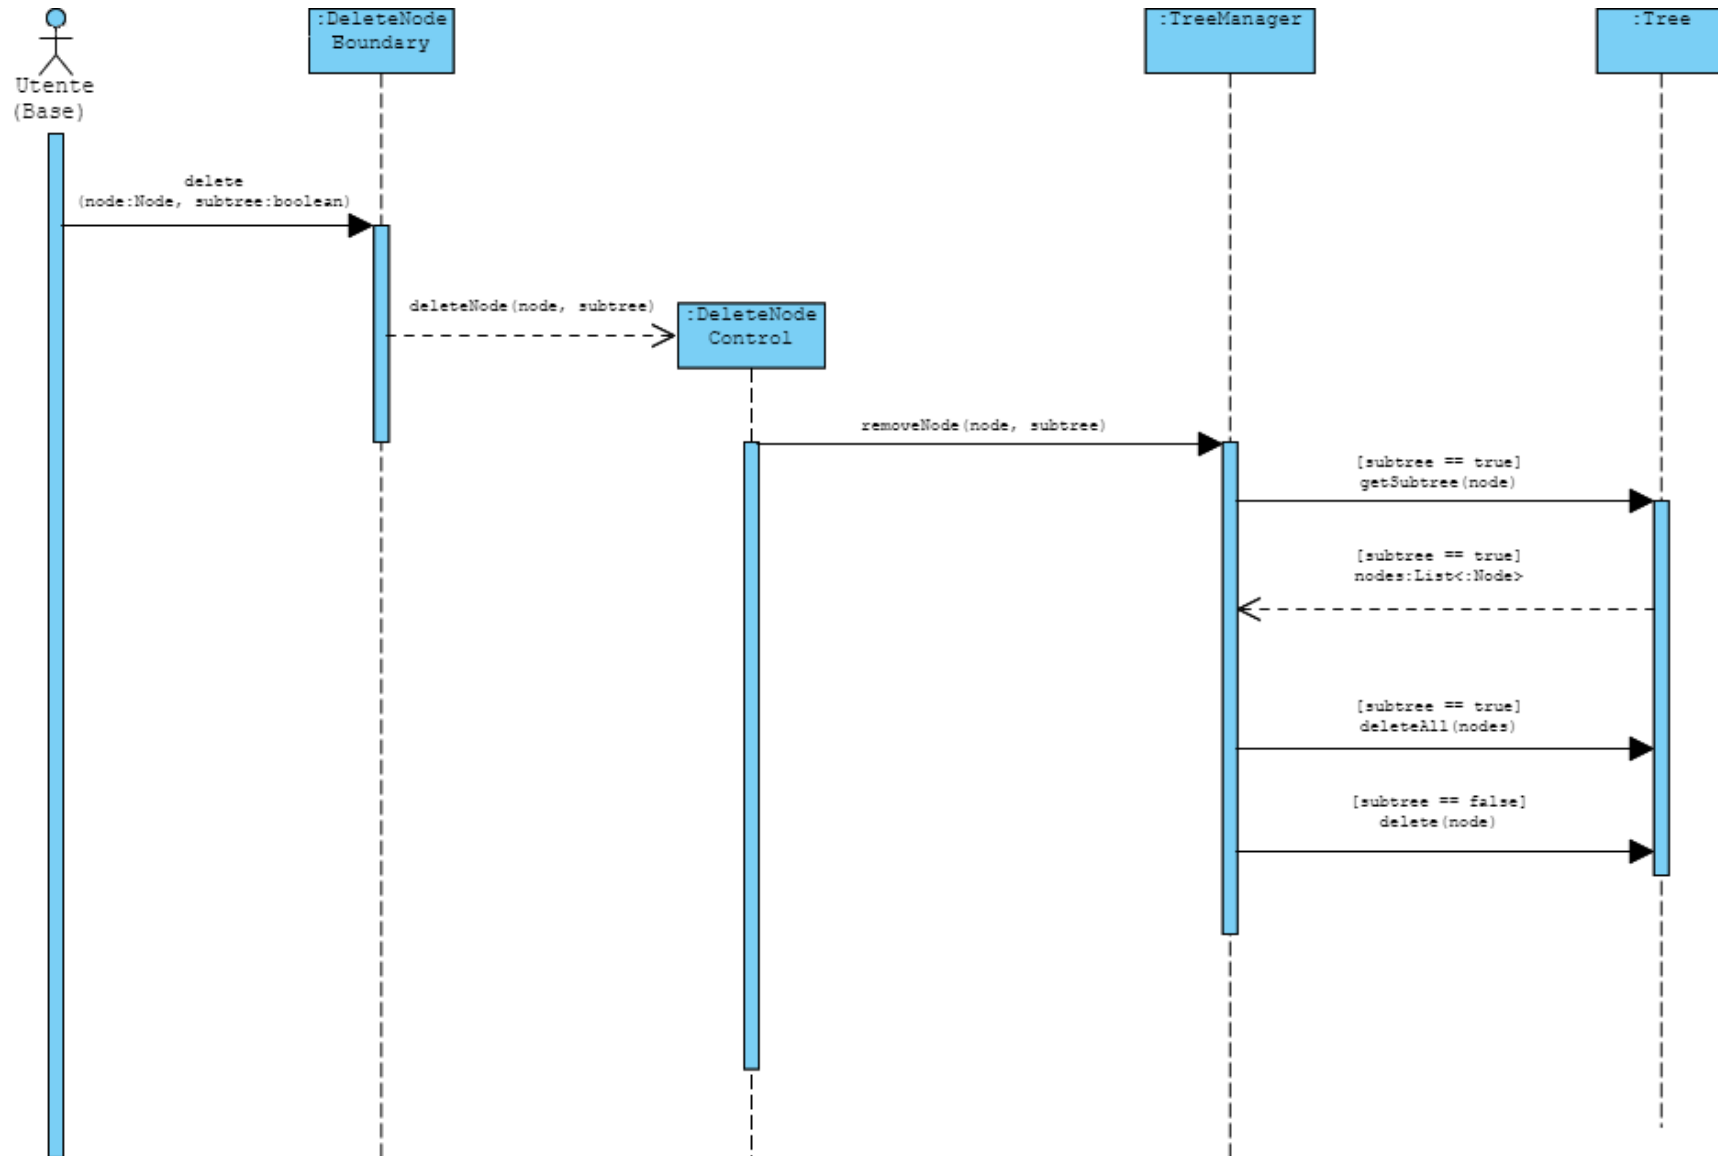 :DeleteNode
Boundary
:TreeManager
:Tree
Utente
(Base)
delete
(node:Node, subtree:boolean)
deleteNode(node, subtree)
:DeleteNode
Control
removeNode(node, subtree)
[subtree == true]
getSubtree(node)
[subtree == true]
nodes:List<:Node>
[subtree == true]
deleteAll(nodes)
[subtree == false]
delete(node)